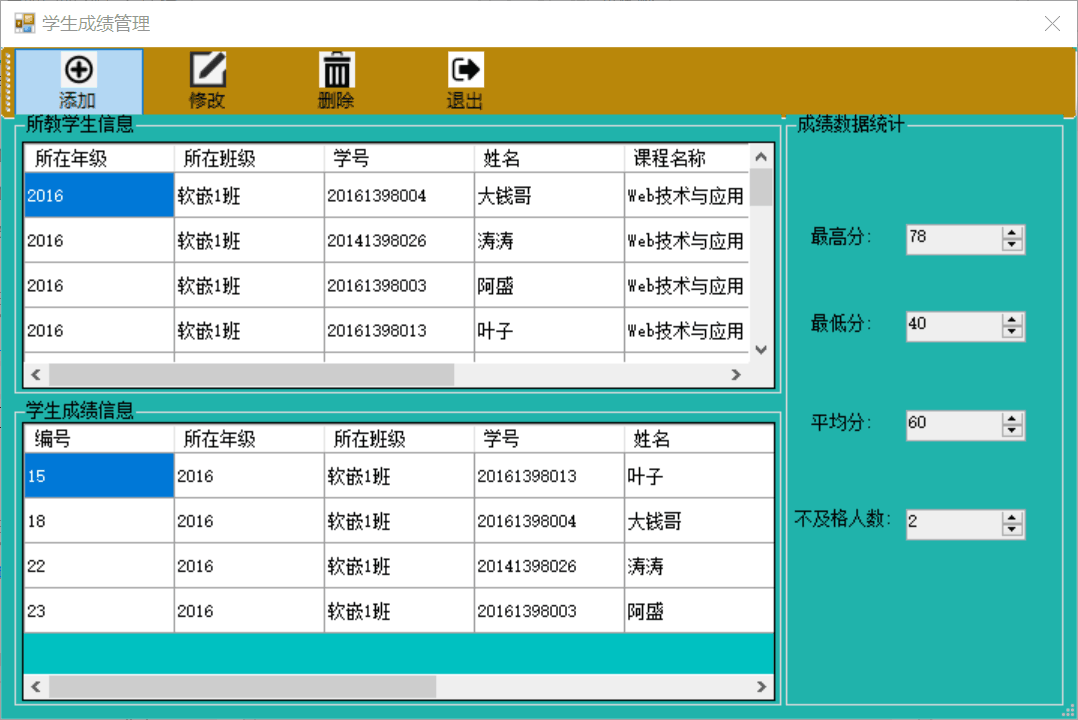 学生成绩管理
添加 修改 删除 退出
所教学生信息
所在年级 所在班级 学号 姓名 课程名称
2016 软嵌1班 20161398004 大钱哥 Web技术与应用
2016 软嵌1班 20141398026 涛涛 Web技术与应用
2016 软嵌1班 20161398003 阿盛 Web技术与应用
2016 软嵌1班 20161398013 叶子 Web技术与应用
学生成绩信息
编号 所在年级 所在班级 学号 姓名
15 2016 软嵌1班 20161398013 叶子
18 2016 软嵌1班 20161398004 大钱哥
22 2016 软嵌1班 20141398026 涛涛
23 2016 软嵌1班 20161398003 阿盛
成绩数据统计
最高分: 78
最低分: 40
平均分: 60
不及格人数: 2